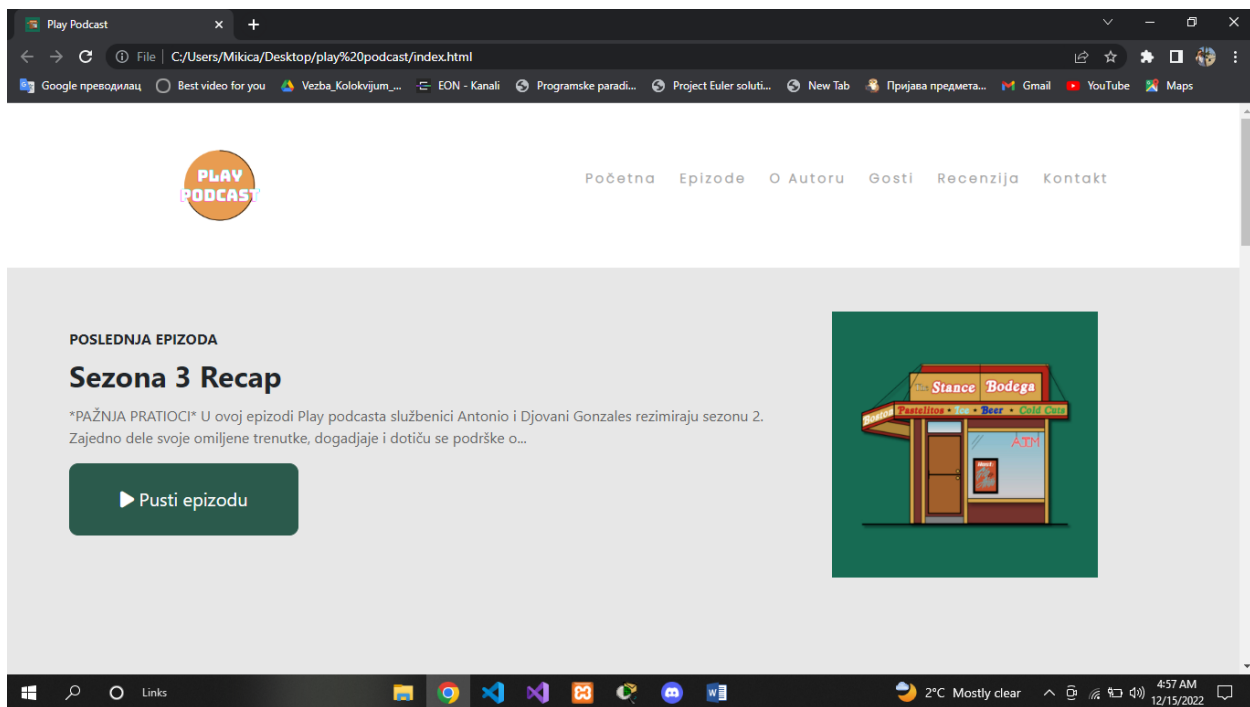 Play Podcast
File | C:/Users/Mikica/Desktop/play%20podcast/index.html
Google преводилац Best video for you Vezba_Kolokvijum_... EON - Kanali Programske paradi... Project Euler soluti... New Tab Пријава предмета... Gmail YouTube Maps
PLAY
PODCAST
Početna Epizode O Autoru Gosti Recenzija Kontakt
POSLEDNJA EPIZODA
Sezona 3 Recap
*PAŽNJA PRATIOCI* U ovoj epizodi Play podcasta službenici Antonio i Djovani Gonzales rezimiraju sezonu 2.
Zajedno dele svoje omiljene trenutke, dogadjaje i dotiču se podrške o...
Pusti epizodu
The Stance Bodega
Boston Pastelitos • Ice • Beer • Cold Cuts
ATM
Links
2°C Mostly clear
4:57 AM
12/15/2022